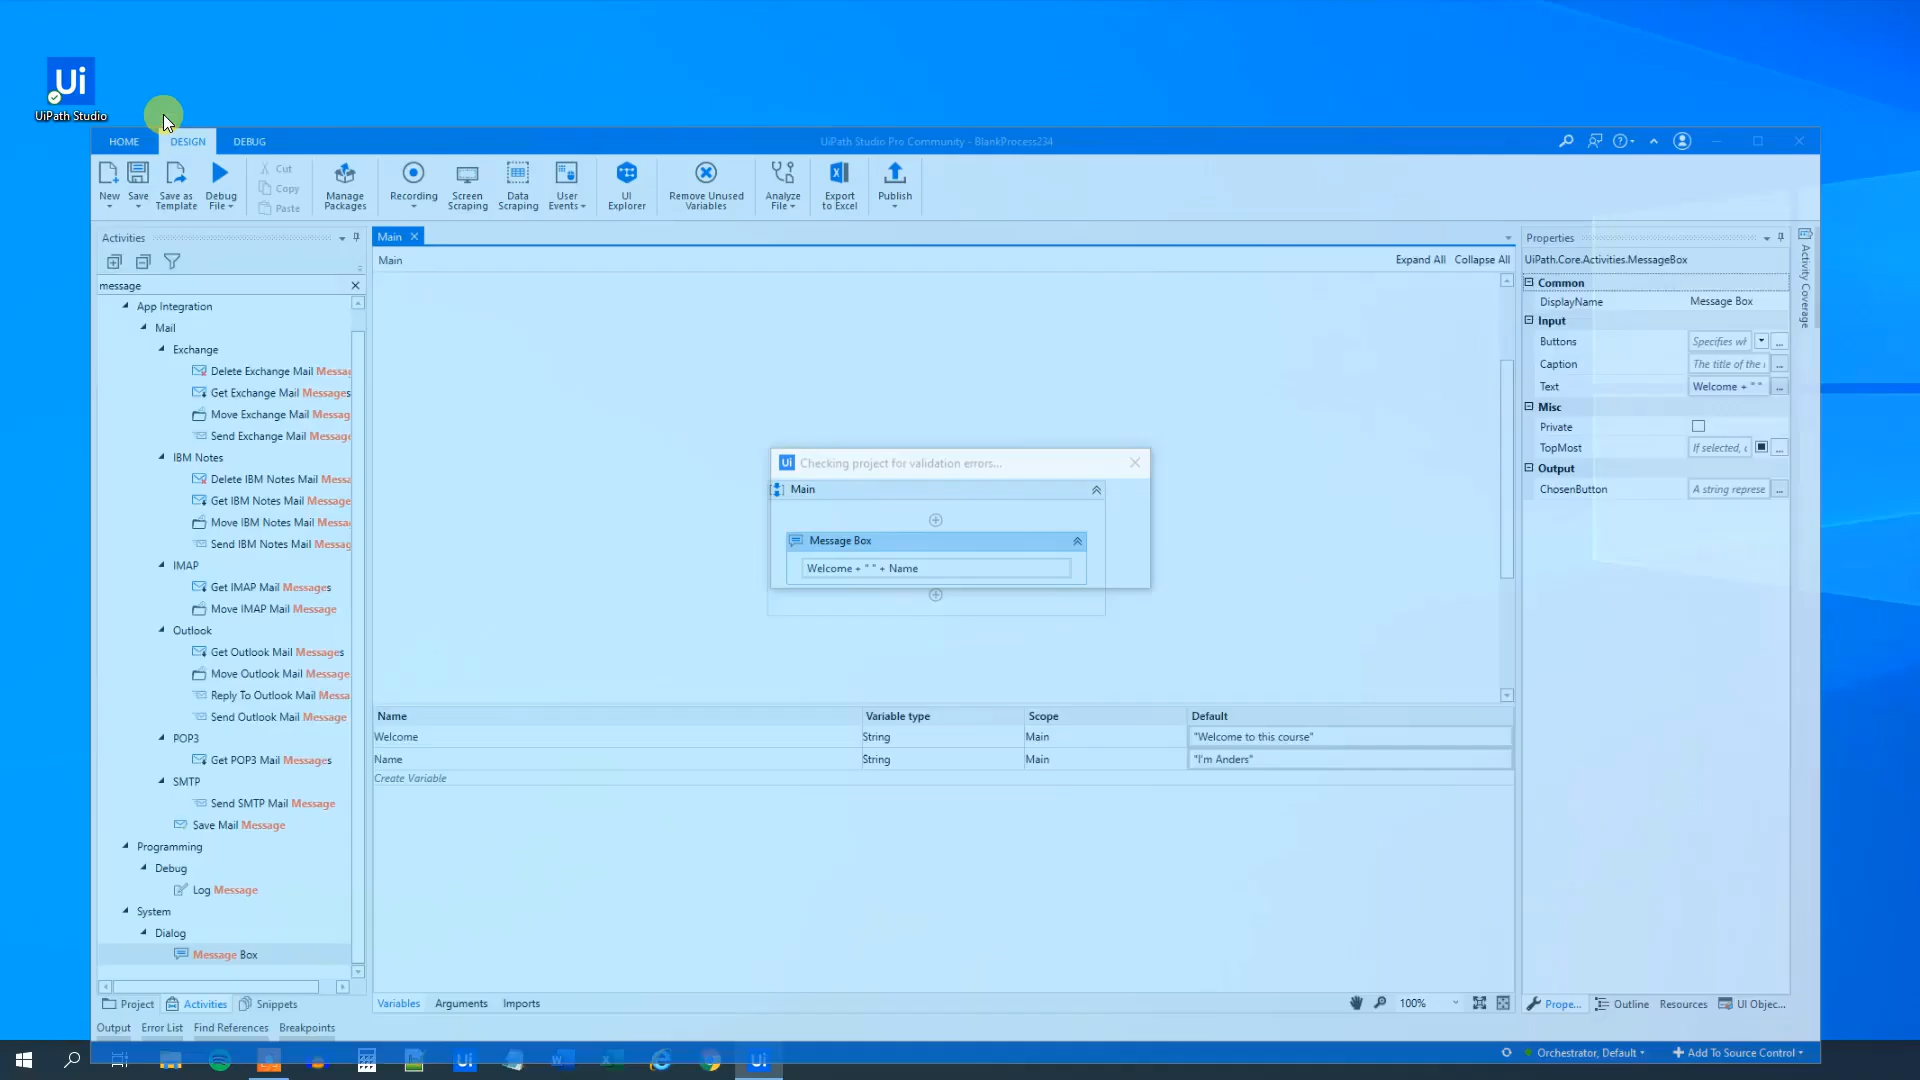 Ui
UiPath Studio
HOME
DESIGN
DEBUG
UiPath Studio Pro Community - BlankProcess234
New
Save
Save as
Template
Debug
File
Cut
Copy
Paste
Manage
Packages
Recording
Screen
Scraping
Data
Scraping
User
Events
UI
Explorer
Remove Unused
Variables
Analyze
File
Export
to Excel
Publish
Activities
message
App Integration
Mail
Exchange
Delete Exchange Mail Messag
Get Exchange Mail Messages
Move Exchange Mail Messag
Send Exchange Mail Message
IBM Notes
Delete IBM Notes Mail Messa
Get IBM Notes Mail Messag
Move IBM Notes Mail Messa
Send IBM Notes Mail Messag
IMAP
Get IMAP Mail Messages
Move IMAP Mail Message
Outlook
Get Outlook Mail Messages
Move Outlook Mail Message
Reply To Outlook Mail Messa
Send Outlook Mail Message
POP3
Get POP3 Mail Messages
SMTP
Send SMTP Mail Message
Save Mail Message
Programming
Debug
Log Message
System
Dialog
Message Box
Project
Activities
Snippets
Output
Error List
Find References
Breakpoints
Main
Main
Expand All
Collapse All
Ui
Checking project for validation errors...
Main
Message Box
Welcome + " " + Name
Name
Variable type
Scope
Default
Welcome
String
Main
"Welcome to this course"
Name
String
Main
"I'm Anders"
Create Variable
Variables
Arguments
Imports
100%
Properties
UiPath.Core.Activities.MessageBox
Common
DisplayName
Message Box
Input
Buttons
Specifies wh
...
Caption
The title of the
...
Text
Welcome + " "
...
Misc
Private
TopMost
If selected,
...
Output
ChosenButton
A string represe
...
Activity Coverage
Prope...
Outline
Resources
UI Objec...
Orchestrator, Default
Add To Source Control
Ui
Ui